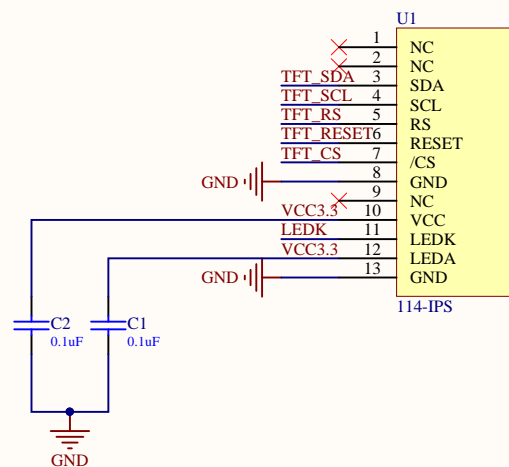 U1
1 NC
2 NC
TFT_SDA 3 SDA
TFT_SCL 4 SCL
TFT_RS 5 RS
TFT_RESET 6 RESET
TFT_CS 7 /CS
GND 8 GND
9 NC
VCC3.3 10 VCC
LEDK 11 LEDK
VCC3.3 12 LEDA
GND 13 GND
114-IPS
C2 C1
0.1uF 0.1uF
GND